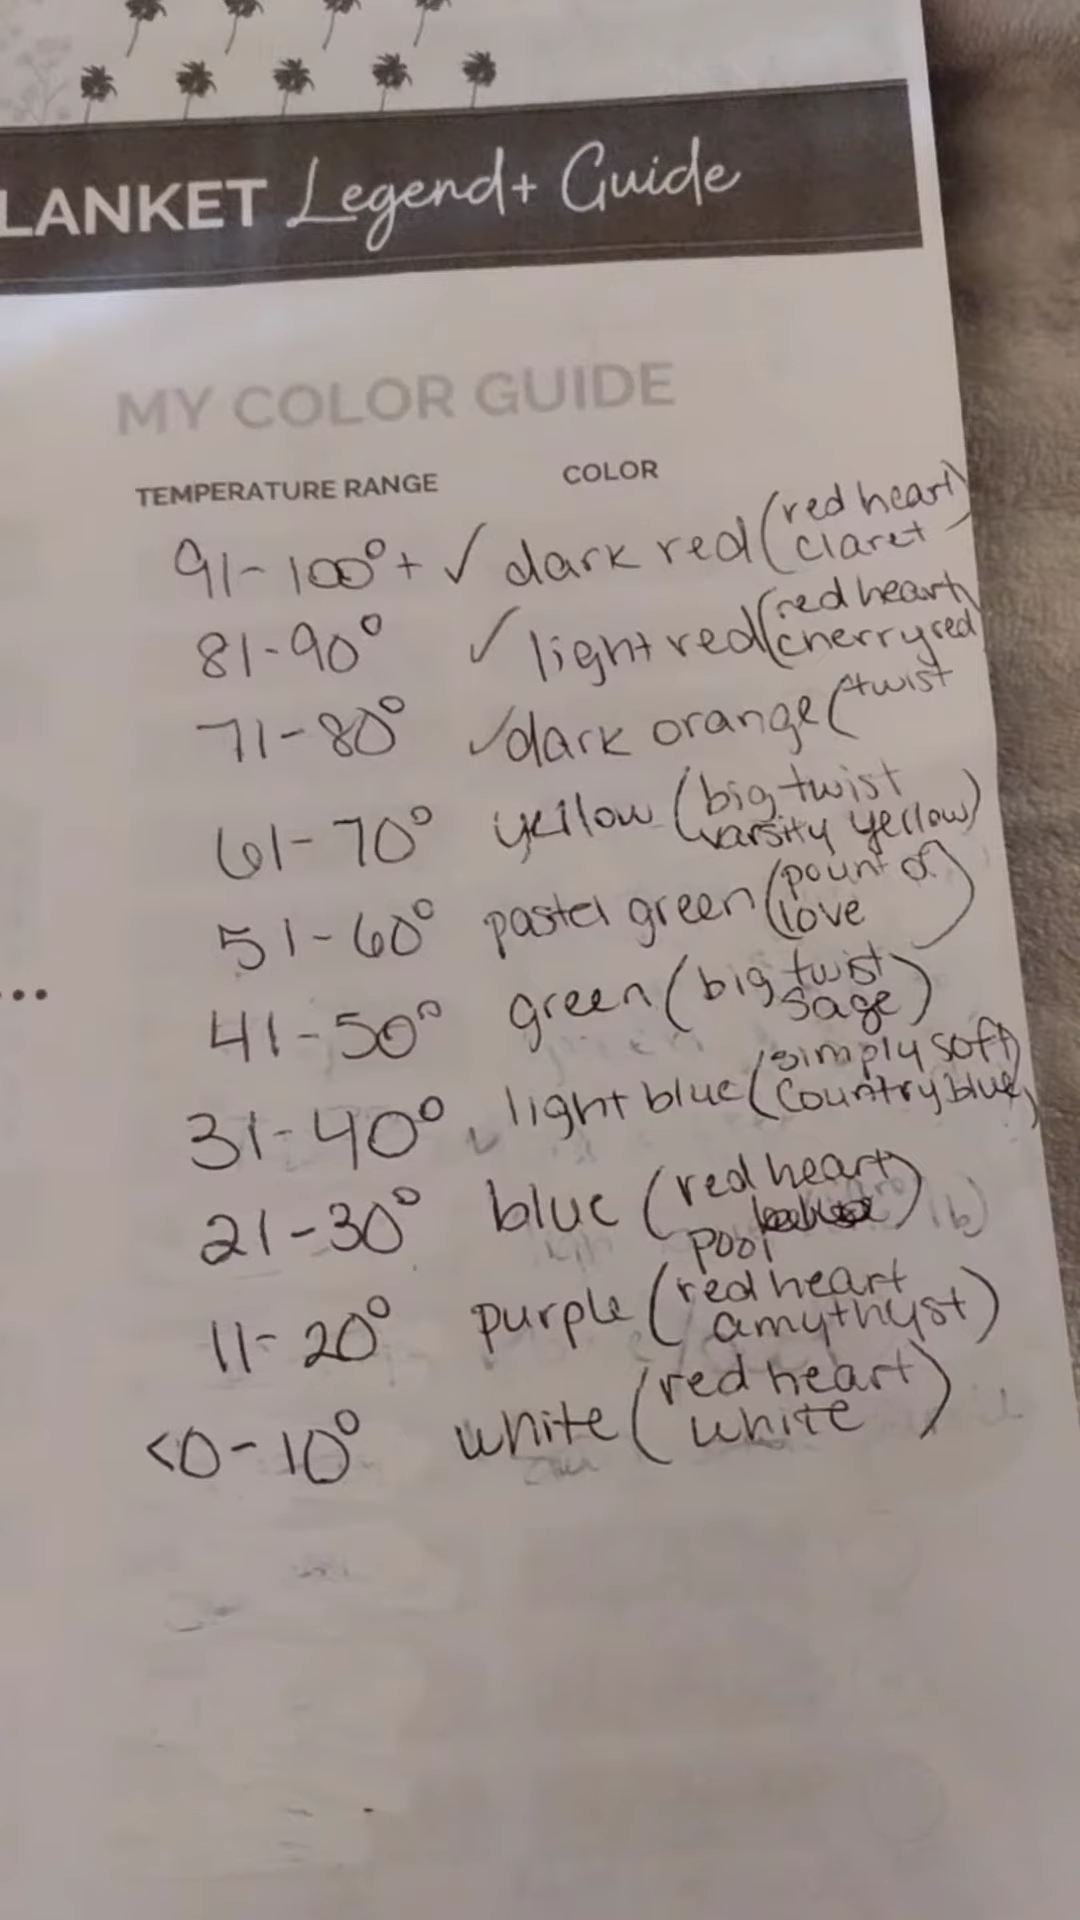 LANKET Legend + Guide
MY COLOR GUIDE
TEMPERATURE RANGE COLOR
91-100°+ ✓ dark red (red heart claret
81-90° ✓ light red (red heart cherry red
71-80° ✓ dark orange (twist
61-70° yellow (big twist varsity yellow)
51-60° pastel green (pount of love)
41-50° green (big twist sage)
31-40° light blue (simply soft country blue)
21-30° blue (red heart pool)
11-20° purple (red heart amythyst)
<0-10° white (red heart white)